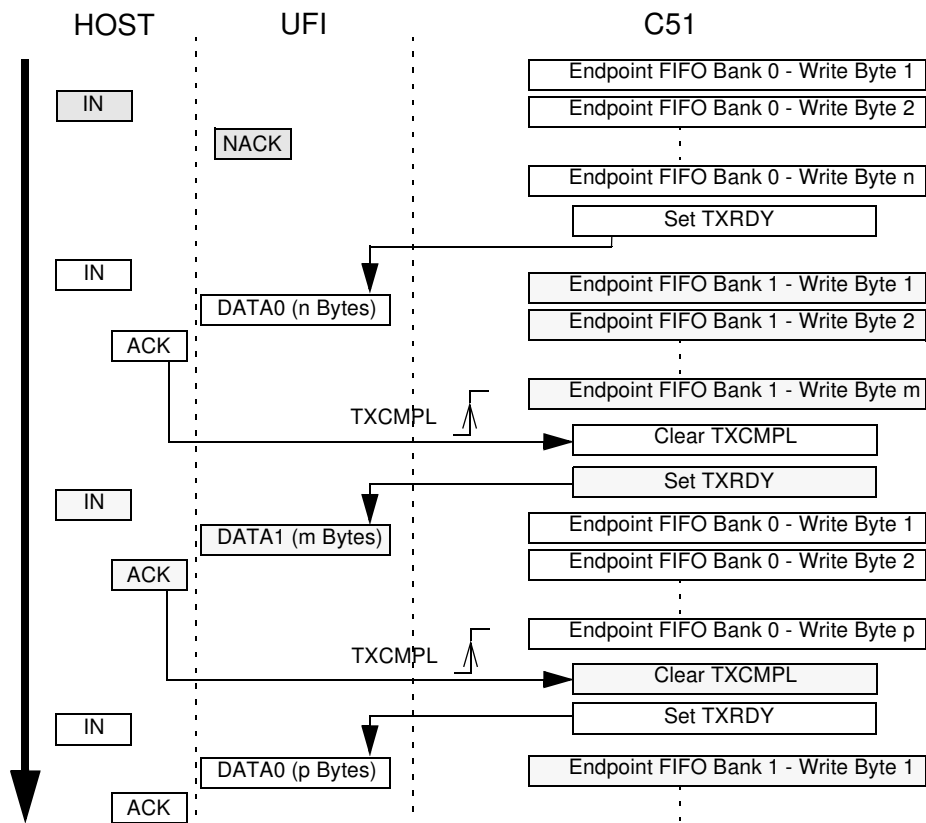 HOST UFI C51
Endpoint FIFO Bank 0 - Write Byte 1
IN
Endpoint FIFO Bank 0 - Write Byte 2
NACK
Endpoint FIFO Bank 0 - Write Byte n
Set TXRDY
IN
Endpoint FIFO Bank 1 - Write Byte 1
DATA0 (n Bytes)
Endpoint FIFO Bank 1 - Write Byte 2
ACK
Endpoint FIFO Bank 1 - Write Byte m
TXCMPL
Clear TXCMPL
Set TXRDY
IN
Endpoint FIFO Bank 0 - Write Byte 1
DATA1 (m Bytes)
Endpoint FIFO Bank 0 - Write Byte 2
ACK
Endpoint FIFO Bank 0 - Write Byte p
TXCMPL
Clear TXCMPL
Set TXRDY
IN
DATA0 (p Bytes)
Endpoint FIFO Bank 1 - Write Byte 1
ACK